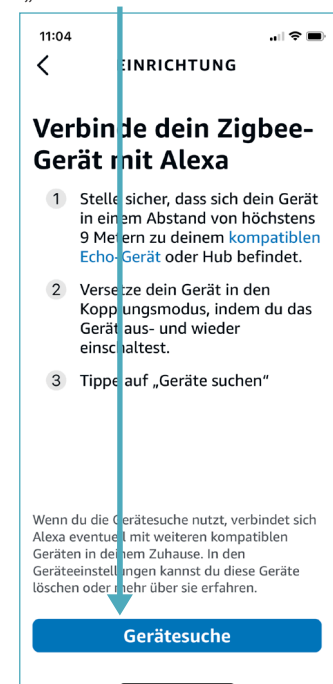 11:04
EINRICHTUNG
Verbinde dein Zigbee-
Gerät mit Alexa
1 Stelle sicher, dass sich dein Gerät
in einem Abstand von höchstens
9 Metern zu deinem kompatiblen
Echo-Gerät oder Hub befindet.
2 Versetze dein Gerät in den
Kopplungsmodus, indem du das
Gerät aus- und wieder
einschaltest.
3 Tippe auf „Geräte suchen“
Wenn du die Gerätesuche nutzt, verbindet sich
Alexa eventuell mit weiteren kompatiblen
Geräten in deinem Zuhause. In den
Geräteeinstellungen kannst du diese Geräte
löschen oder mehr über sie erfahren.
Gerätesuche